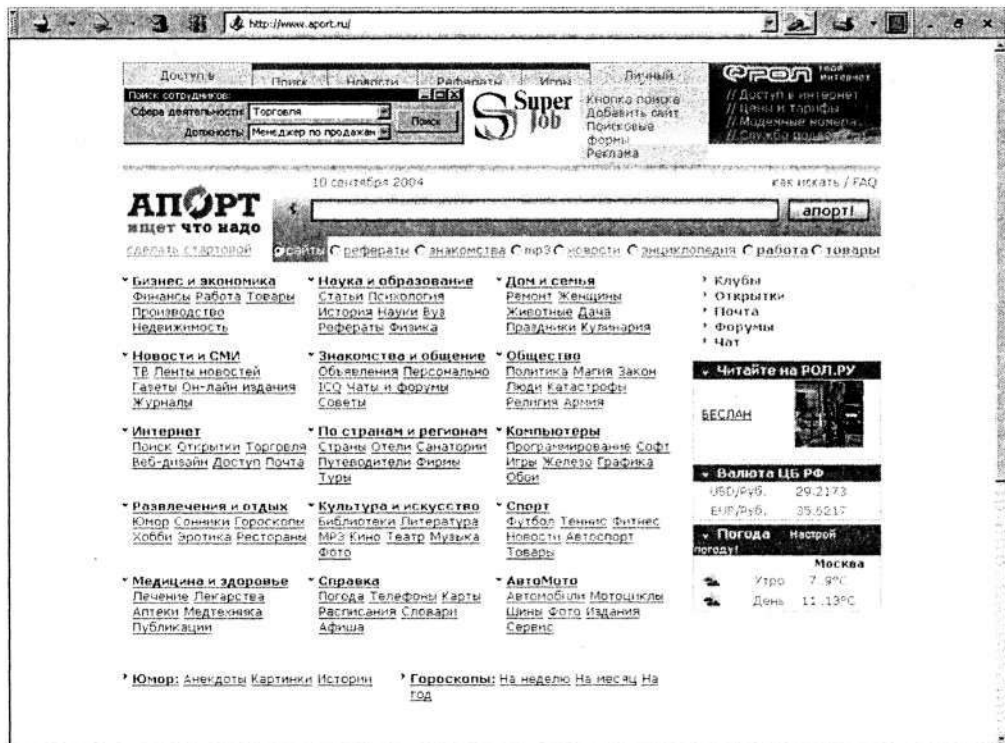 http://www.aport.ru/
Доступ в
Поиск
Новости
Рефераты
Игры
Личный
Поиск сотрудников:
Сфера деятельности
Торговля
Должность
Менеджер по продажам
Поиск
Super
Job
Кнопка поиска
Добавить сайт
Поисковые
формы
Реклама
РОЛ
твой
интернет
// Доступ в интернет
// Цены и тарифы
// Модемные номера
// Служба
10 сентября 2004
как искать / FAQ
АПОРТ
ищет что надо
апорт!
сделать стартовой
сайты рефераты знакомства mp3 новости энциклопедия работа товары
Бизнес и экономика
Финансы Работа Товары
Производство
Недвижимость
Наука и образование
Статьи Психология
История Науки Вуз
Рефераты Физика
Дом и семья
Ремонт Женщины
Животные Дача
Праздники Кулинария
Клубы
Открытки
Почта
Форумы
Чат
Новости и СМИ
ТВ Ленты новостей
Газеты Он-лайн издания
Журналы
Знакомства и общение
Объявления Персонально
ICQ Чаты и форумы
Советы
Общество
Политика Магия Закон
Люди Катастрофы
Религия Армия
Читайте на РОЛ.РУ
БЕСЛАН
Интернет
Поиск Открытки Торговля
Веб-дизайн Доступ Почта
По странам и регионам
Страны Отели Санатории
Путеводители Фирмы
Туры
Компьютеры
Программирование Софт
Игры Железо Графика
Обои
Валюта ЦБ РФ
USD/Руб. 29.2173
EUR/Руб. 35.6217
Развлечения и отдых
Юмор Сонники Гороскопы
Хобби Эротика Рестораны
Культура и искусство
Библиотеки Литература
MP3 Кино Театр Музыка
Фото
Спорт
Футбол Теннис Фитнес
Новости Автоспорт
Товары
Погода Настрой
погоду!
Москва
Утро 7..9°C
День 11..13°C
Медицина и здоровье
Лечение Лекарства
Аптеки Медтехника
Публикации
Справка
Погода Телефоны Карты
Расписания Словари
Афиша
АвтоМото
Автомобили Мотоциклы
Шины Фото Издания
Сервис
Юмор: Анекдоты Картинки Истории
Гороскопы: На неделю На месяц На
год